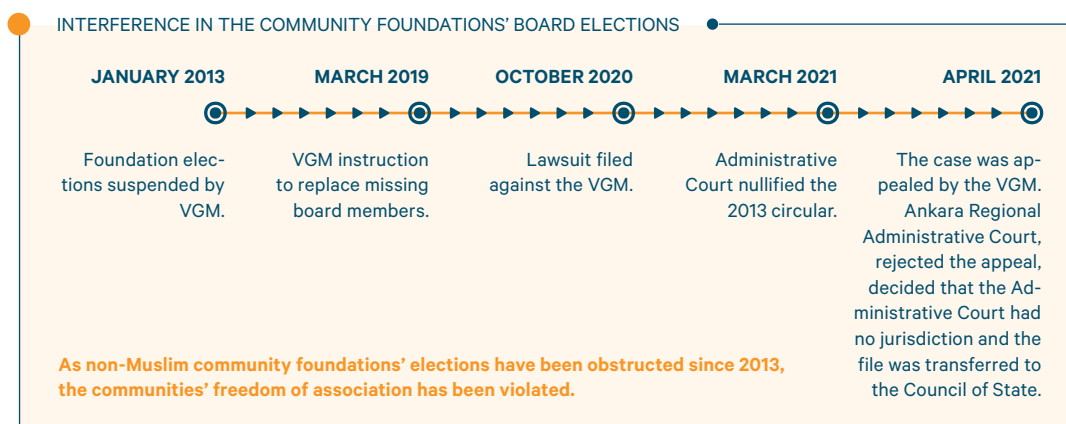 INTERFERENCE IN THE COMMUNITY FOUNDATIONS’ BOARD ELECTIONS
JANUARY 2013
Foundation elec-
tions suspended by
VGM.
MARCH 2019
VGM instruction
to replace missing
board members.
OCTOBER 2020
Lawsuit filed
against the VGM.
MARCH 2021
Administrative
Court nullified the
2013 circular.
APRIL 2021
The case was ap-
pealed by the VGM.
Ankara Regional
Administrative Court,
rejected the appeal,
decided that the Ad-
ministrative Court had
no jurisdiction and the
file was transferred to
the Council of State.
As non-Muslim community foundations’ elections have been obstructed since 2013,
the communities’ freedom of association has been violated.